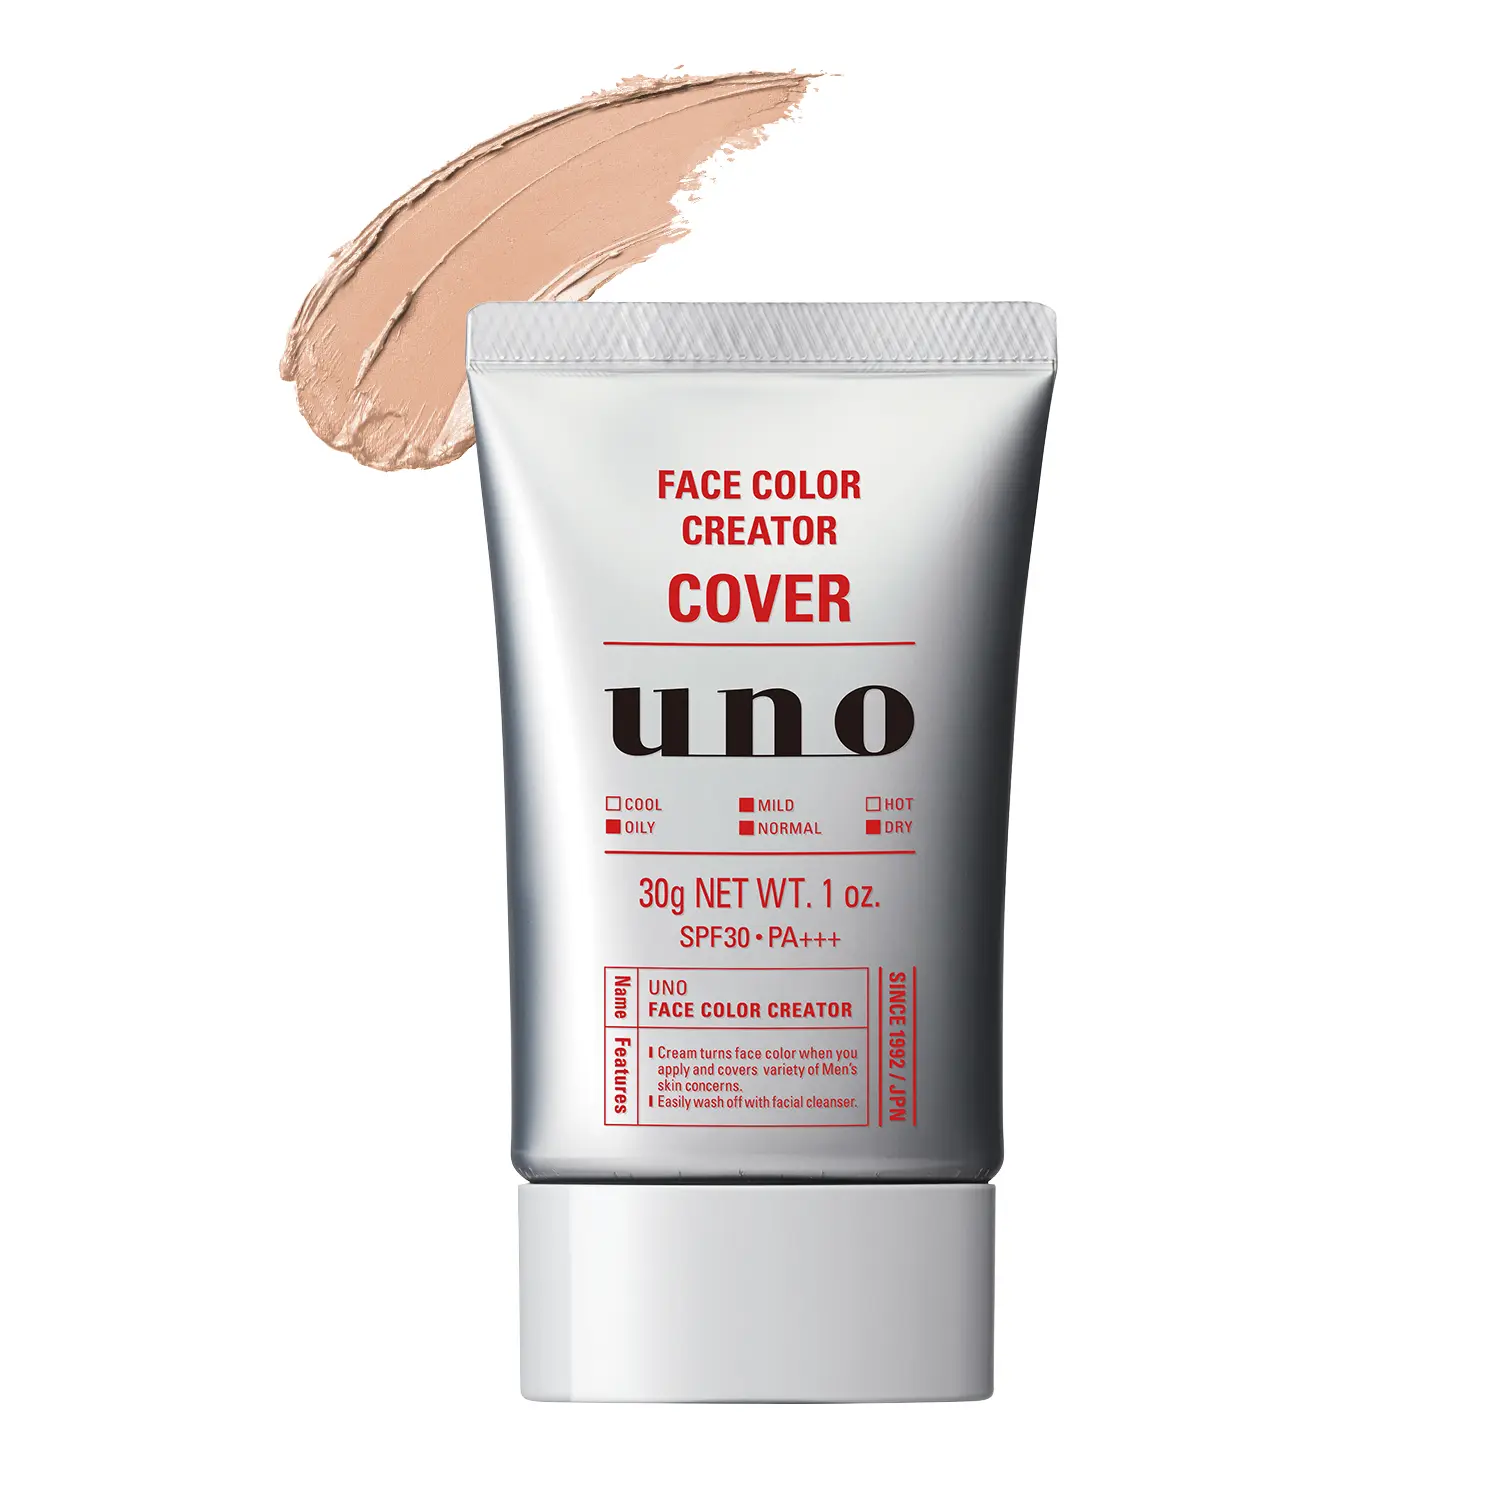 FACE COLOR
CREATOR
COVER
uno
COOL MILD HOT
OILY NORMAL DRY
30g NET WT. 1 oz.
SPF30・PA+++
Name
UNO
FACE COLOR CREATOR
Features
Cream turns face color when you
apply and covers variety of Men's
skin concerns.
Easily wash off with facial cleanser.
SINCE 1992 / JPN